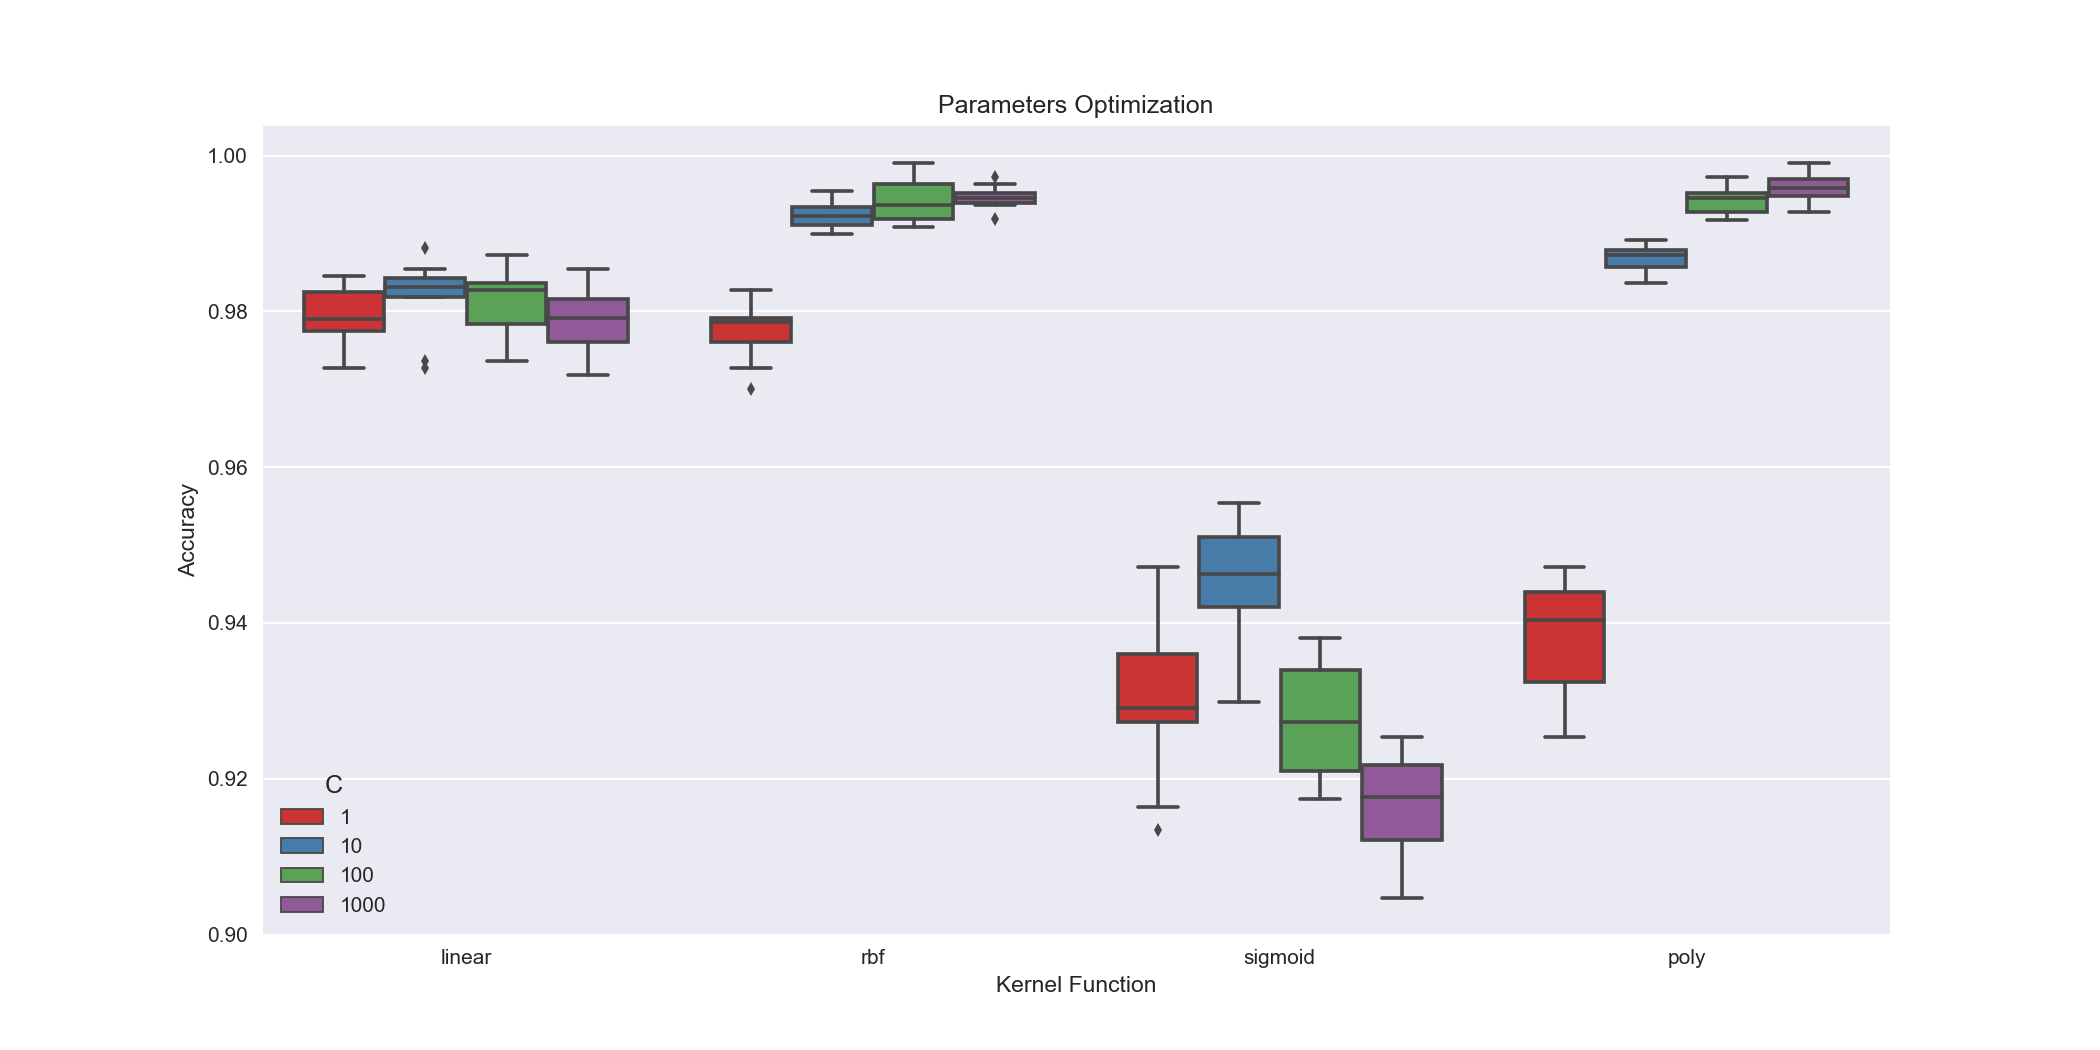 Parameters Optimization
1.00
0.98
0.96
0.94
0.92
0.90
Accuracy
C
1
10
100
1000
linear
rbf
sigmoid
poly
Kernel Function